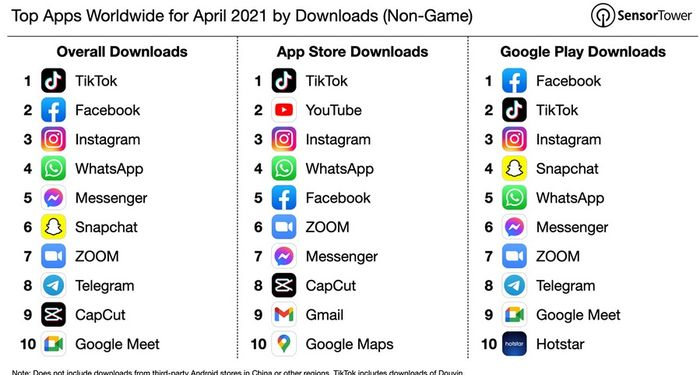 Top Apps Worldwide for April 2021 by Downloads (Non-Game)
SensorTower
Overall Downloads
1 TikTok
2 Facebook
3 Instagram
4 WhatsApp
5 Messenger
6 Snapchat
7 ZOOM
8 Telegram
9 CapCut
10 Google Meet
App Store Downloads
1 TikTok
2 YouTube
3 Instagram
4 WhatsApp
5 Facebook
6 ZOOM
7 Messenger
8 CapCut
9 Gmail
10 Google Maps
Google Play Downloads
1 Facebook
2 TikTok
3 Instagram
4 Snapchat
5 WhatsApp
6 Messenger
7 ZOOM
8 Telegram
9 Google Meet
10 hotstar Hotstar
Note: Does not include downloads from third-party Android stores in China or other regions. TikTok includes downloads of Douyin.